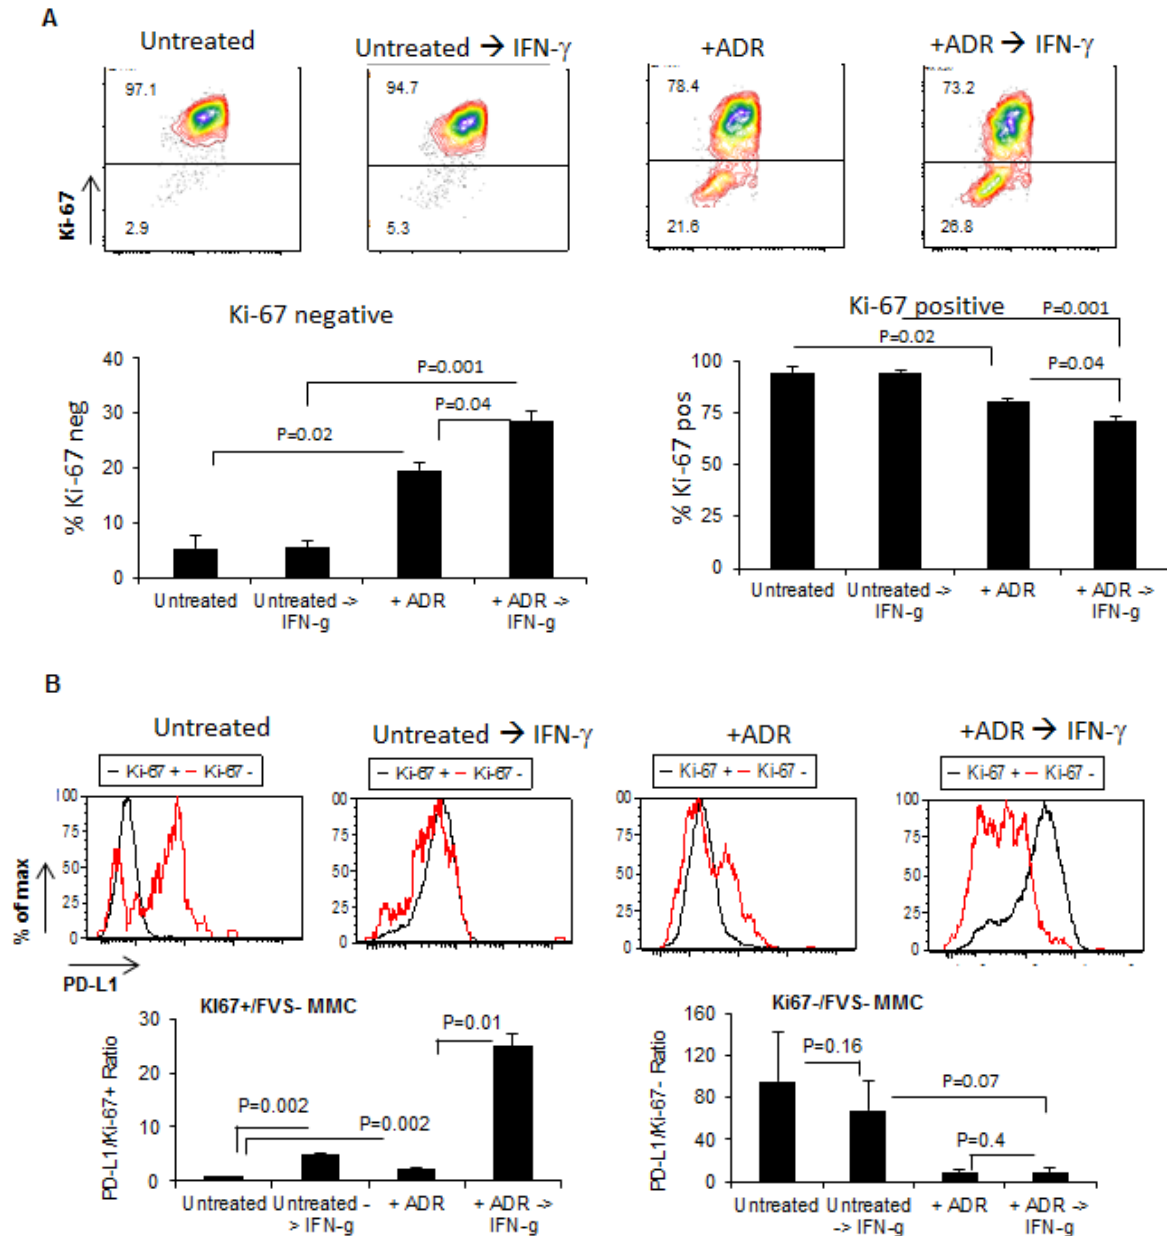 A
Untreated
Untreated → IFN-γ
+ADR
+ADR → IFN-γ
97.1
94.7
78.4
73.2
Ki-67
2.9
5.3
21.6
26.8
Ki-67 negative
40
30
20
10
0
% Ki-67 neg
P=0.001
P=0.04
P=0.02
Untreated
Untreated ->
IFN-g
+ ADR
+ ADR ->
IFN-g
Ki-67 positive
P=0.001
P=0.02
P=0.04
100
75
50
25
0
% Ki-67 pos
Untreated
Untreated ->
IFN-g
+ ADR
+ ADR ->
IFN-g
B
Untreated
Untreated → IFN-γ
+ADR
+ADR → IFN-γ
Ki-67 + Ki-67 -
Ki-67 + Ki-67 -
Ki-67 + Ki-67 -
Ki-67 + Ki-67 -
100
75
50
25
0
00
75
50
25
0
00
75
50
25
0
100
75
50
25
0
% of max
PD-L1
KI67+/FVS- MMC
30
20
10
0
PD-L1/Ki-67+ Ratio
P=0.01
P=0.002
P=0.002
Untreated
Untreated -
> IFN-g
+ ADR
+ ADR ->
IFN-g
Ki67-/FVS- MMC
160
120
80
40
0
PD-L1/Ki-67- Ratio
P=0.16
P=0.07
P=0.4
Untreated
Untreated
-> IFN-g
+ ADR
+ ADR ->
IFN-g